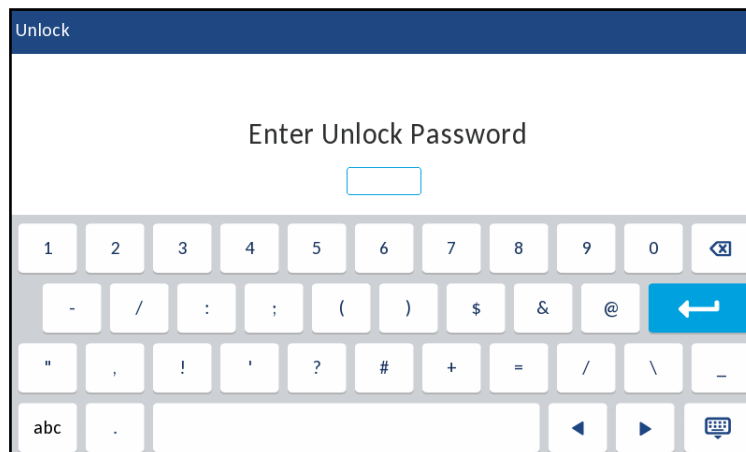 Unlock
Enter Unlock Password
1 2 3 4 5 6 7 8 9 0
- / : ; ( ) $ & @
" , ! ' ? # + = / \ _
abc .